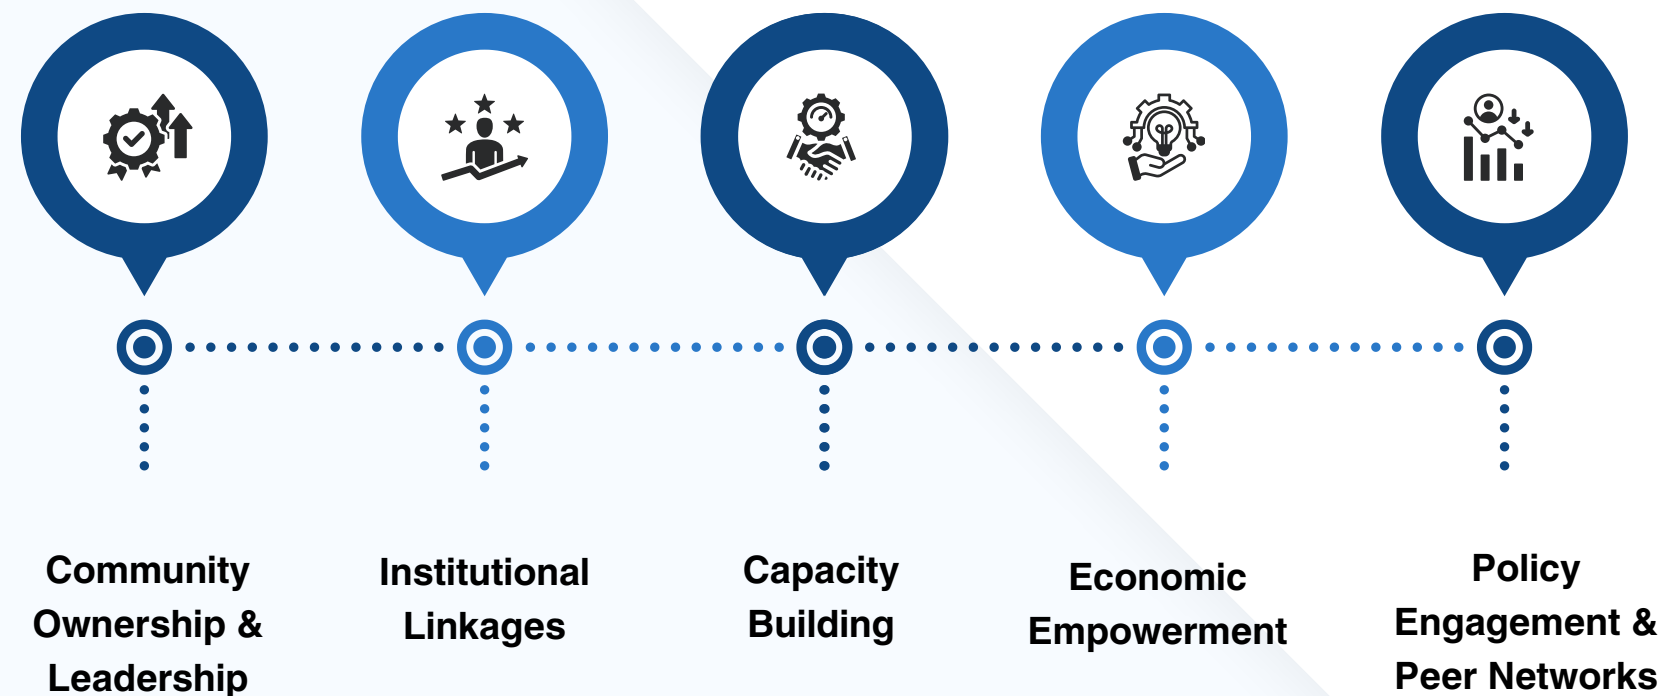 Community
Ownership &
Leadership
Institutional
Linkages
Capacity
Building
Economic
Empowerment
Policy
Engagement &
Peer Networks